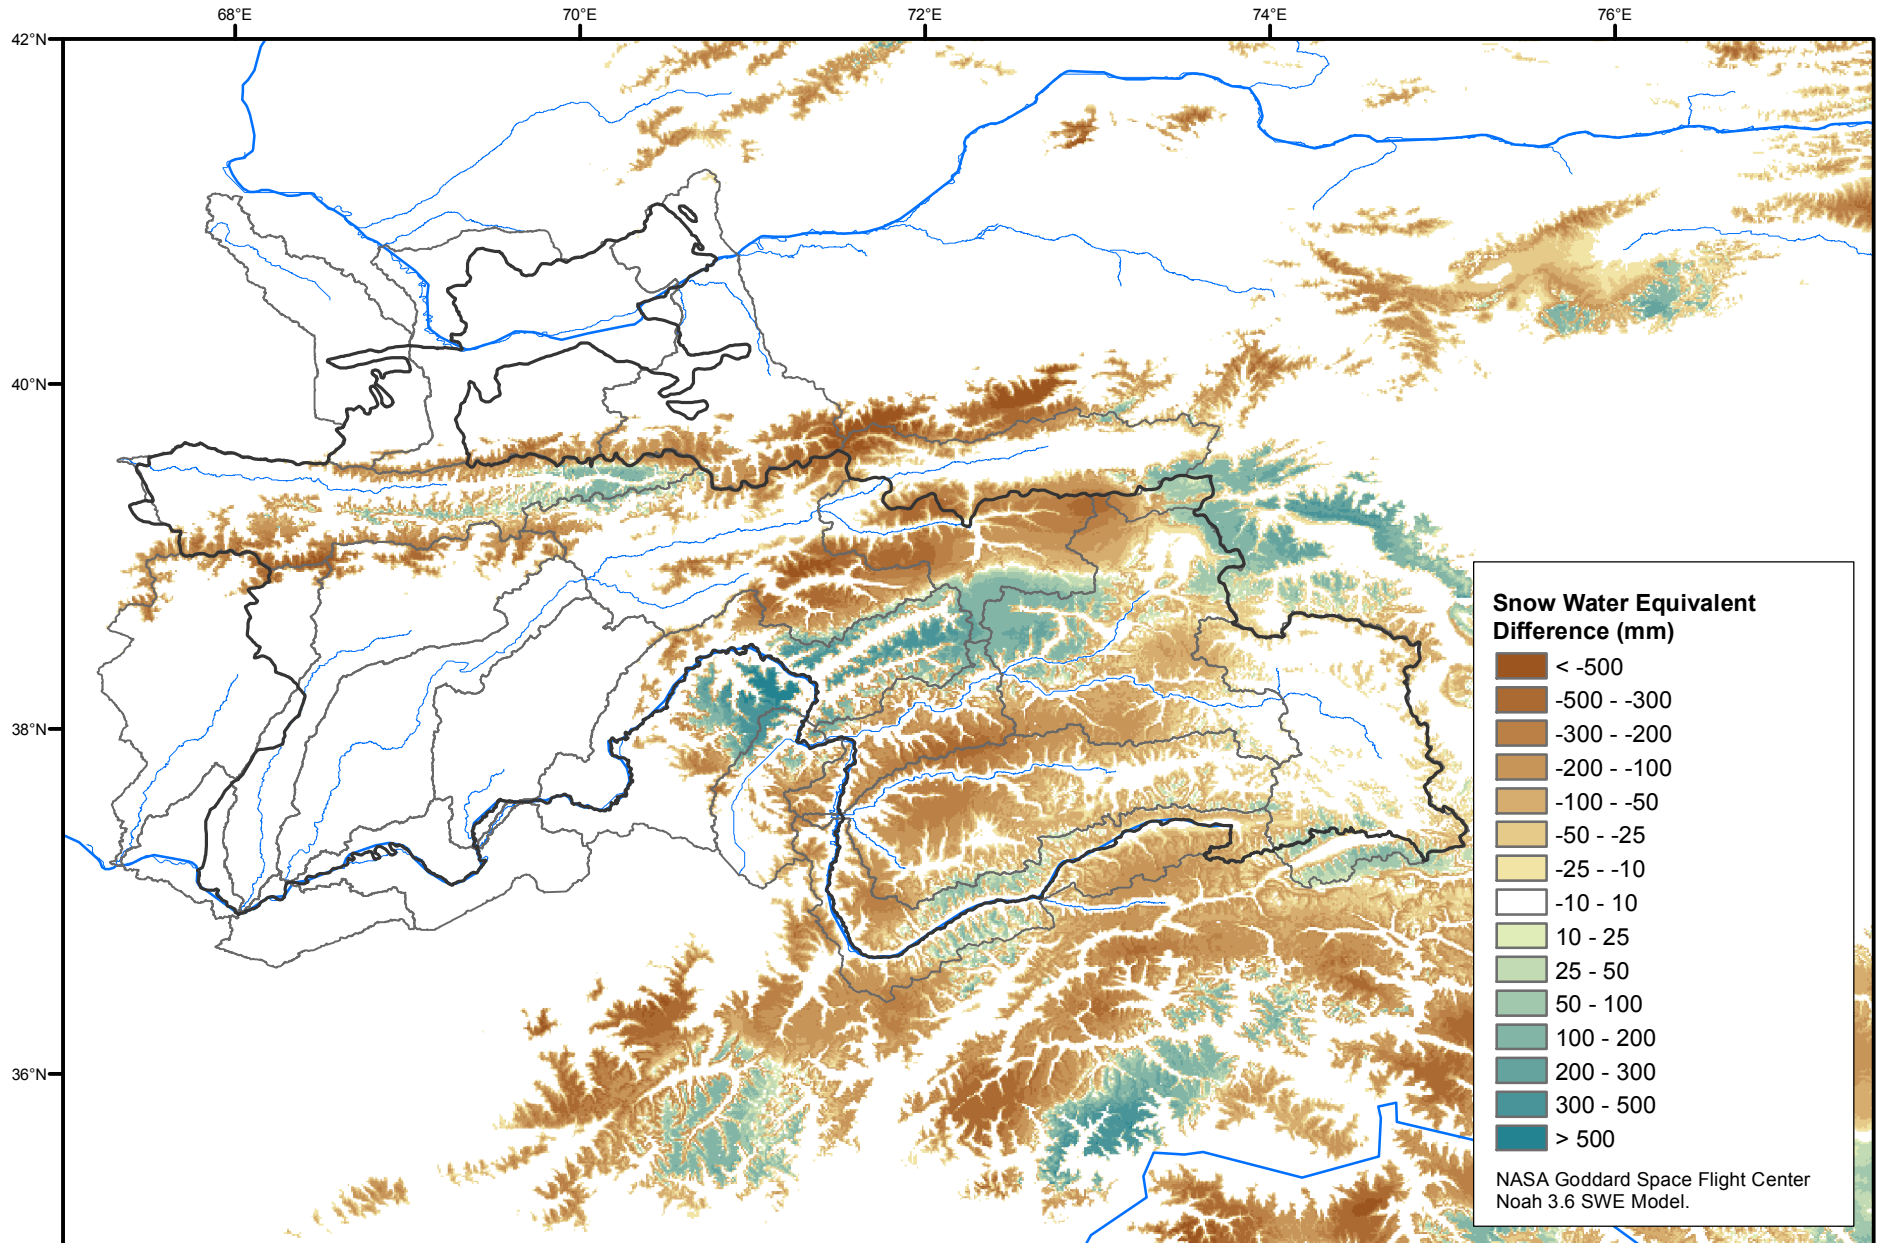 68°E
70°E
72°E
74°E
76°E
42°N
40°N
38°N
36°N
Snow Water Equivalent
Difference (mm)
< -500
-500 - -300
-300 - -200
-200 - -100
-100 - -50
-50 - -25
-25 - -10
-10 - 10
10 - 25
25 - 50
50 - 100
100 - 200
200 - 300
300 - 500
> 500
NASA Goddard Space Flight Center
Noah 3.6 SWE Model.